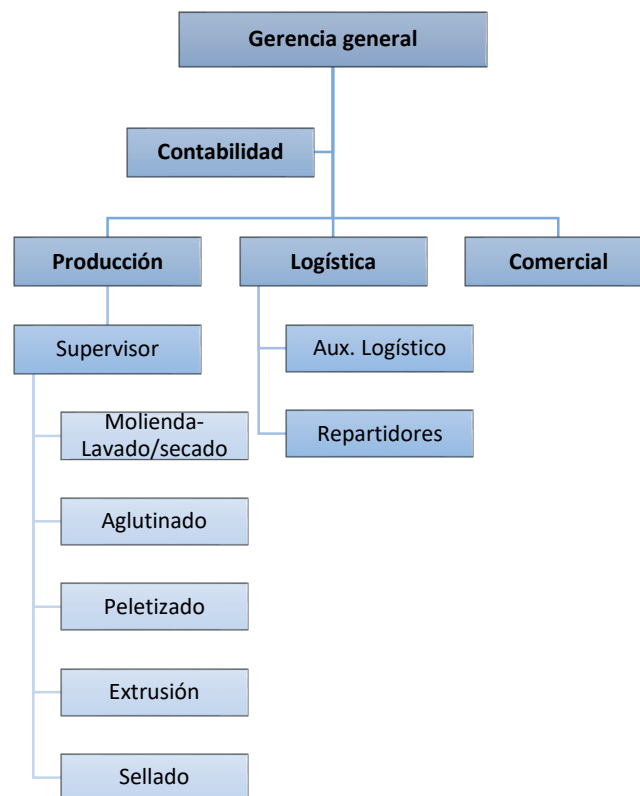 Gerencia general
Contabilidad
Producción
Logística
Comercial
Supervisor
Aux. Logístico
Molienda-
Lavado/secado
Repartidores
Aglutinado
Peletizado
Extrusión
Sellado